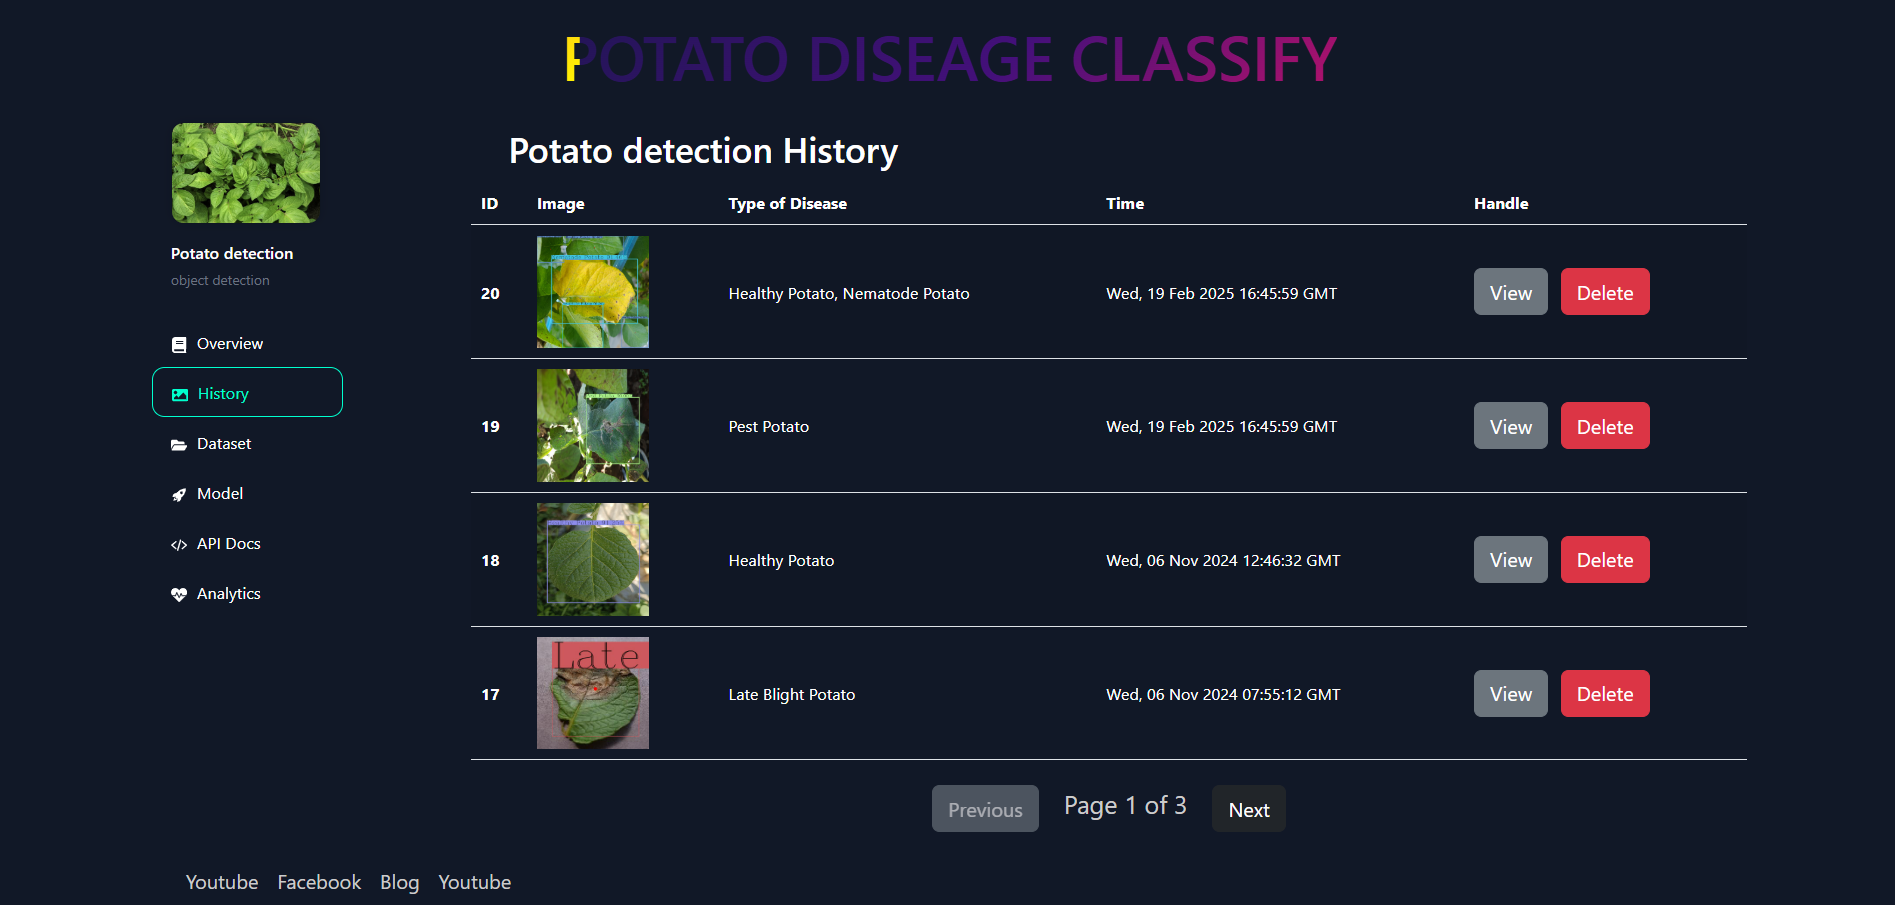 POTATO DISEAGE CLASSIFY
Potato detection
object detection
Overview
History
Dataset
Model
API Docs
Analytics
Potato detection History
ID Image Type of Disease Time Handle
20 Healthy Potato, Nematode Potato Wed, 19 Feb 2025 16:45:59 GMT View Delete
19 Pest Potato Wed, 19 Feb 2025 16:45:59 GMT View Delete
18 Healthy Potato Wed, 06 Nov 2024 12:46:32 GMT View Delete
Late
17 Late Blight Potato Wed, 06 Nov 2024 07:55:12 GMT View Delete
Previous Page 1 of 3 Next
Youtube Facebook Blog Youtube